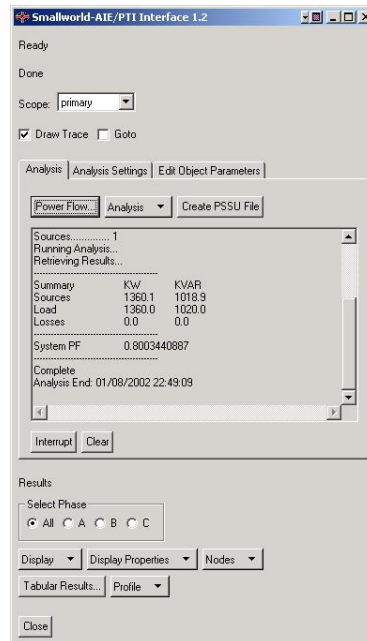 Smallworld-AIE/PTI Interface 1.2
Ready
Done
Scope: primary
Draw Trace Goto
Analysis Analysis Settings Edit Object Parameters
Power Flow... Analysis Create PSSU File
Sources............. 1
Running Analysis...
Retrieving Results...
Summary KW KVAR
Sources 1360.1 1018.9
Load 1360.0 1020.0
Losses 0.0 0.0
System PF 0.8003440887
Complete
Analysis End: 01/08/2002 22:49:09
Interrupt Clear
Results
Select Phase
All A B C
Display Display Properties Nodes
Tabular Results... Profile
Close